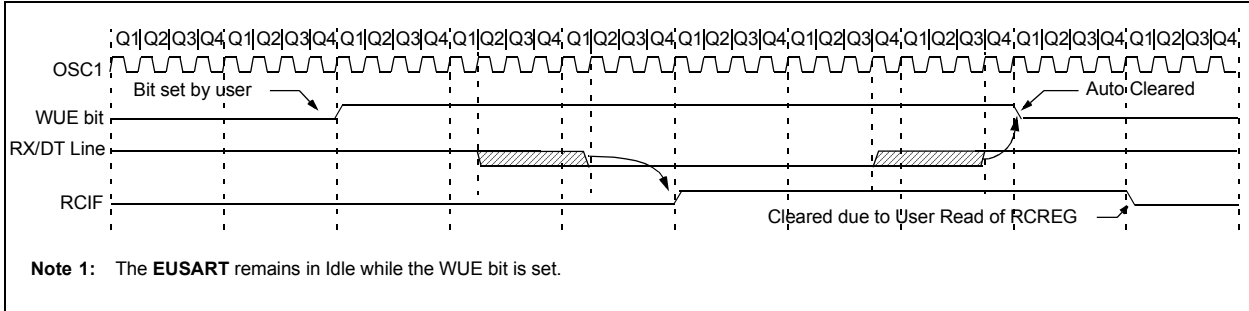 Q1 Q2 Q3 Q4 Q1 Q2 Q3 Q4 Q1 Q2 Q3 Q4 Q1 Q2 Q3 Q4 Q1 Q2 Q3 Q4 Q1 Q2 Q3 Q4 Q1 Q2 Q3 Q4 Q1 Q2 Q3 Q4 Q1 Q2 Q3 Q4 Q1 Q2 Q3 Q4
OSC1
Bit set by user
Auto Cleared
WUE bit
RX/DT Line
RCIF
Cleared due to User Read of RCREG
Note 1: The EUSART remains in Idle while the WUE bit is set.